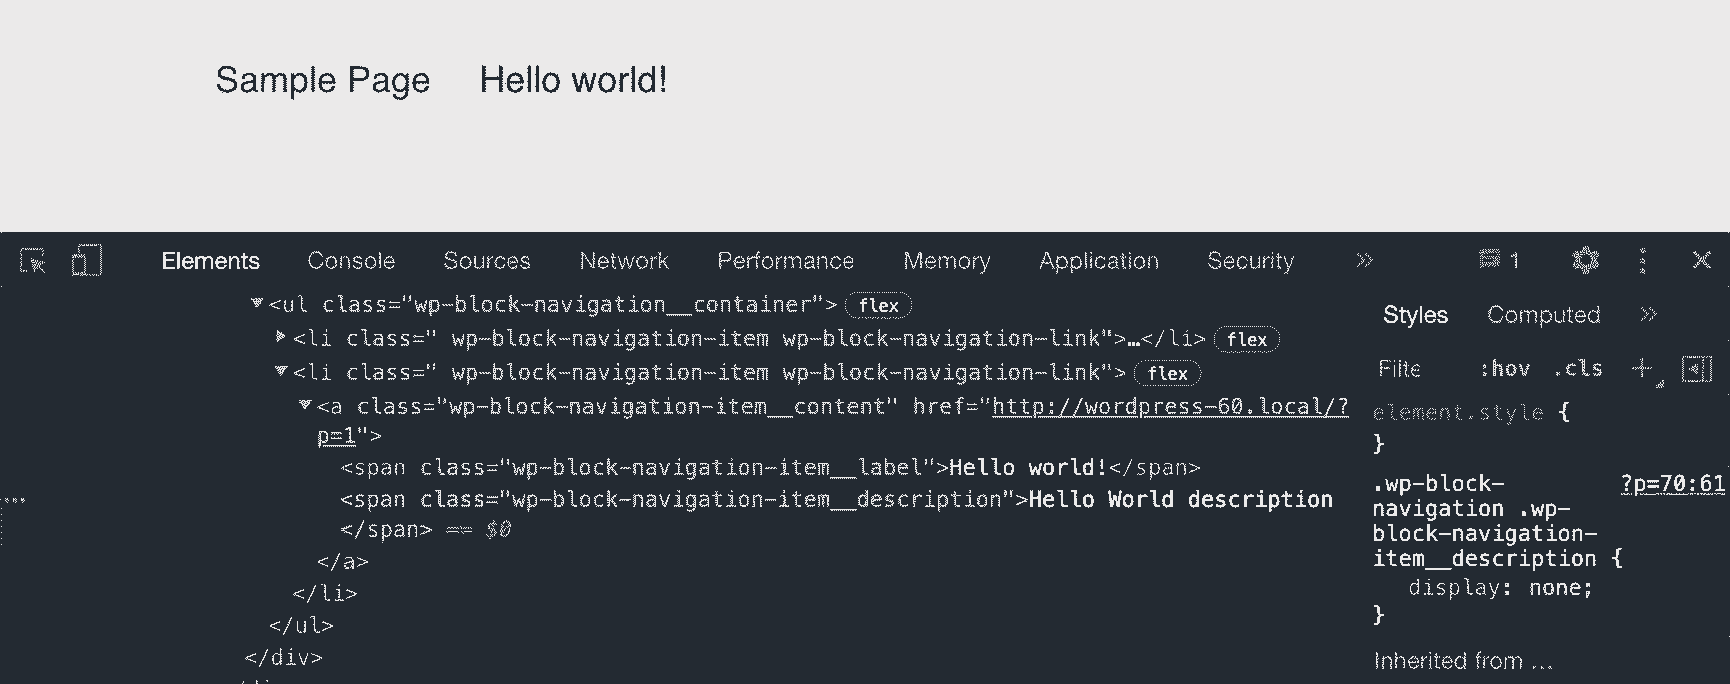 Sample Page Hello world!
Elements Console Sources Network Performance Memory Application Security » 1
<ul class="wp-block-navigation__container"> flex
<li class=" wp-block-navigation-item wp-block-navigation-link">…</li> flex
<li class=" wp-block-navigation-item wp-block-navigation-link"> flex
<a class="wp-block-navigation-item__content" href="http://wordpress-60.local/?
p=1">
<span class="wp-block-navigation-item__label">Hello world!</span>
<span class="wp-block-navigation-item__description">Hello World description
</span> == $0
</a>
</li>
</ul>
</div>
Styles Computed »
Filte :hov .cls
element.style {
}
.wp-block- ?p=70:61
navigation .wp-
block-navigation-
item__description {
display: none;
}
Inherited from ...